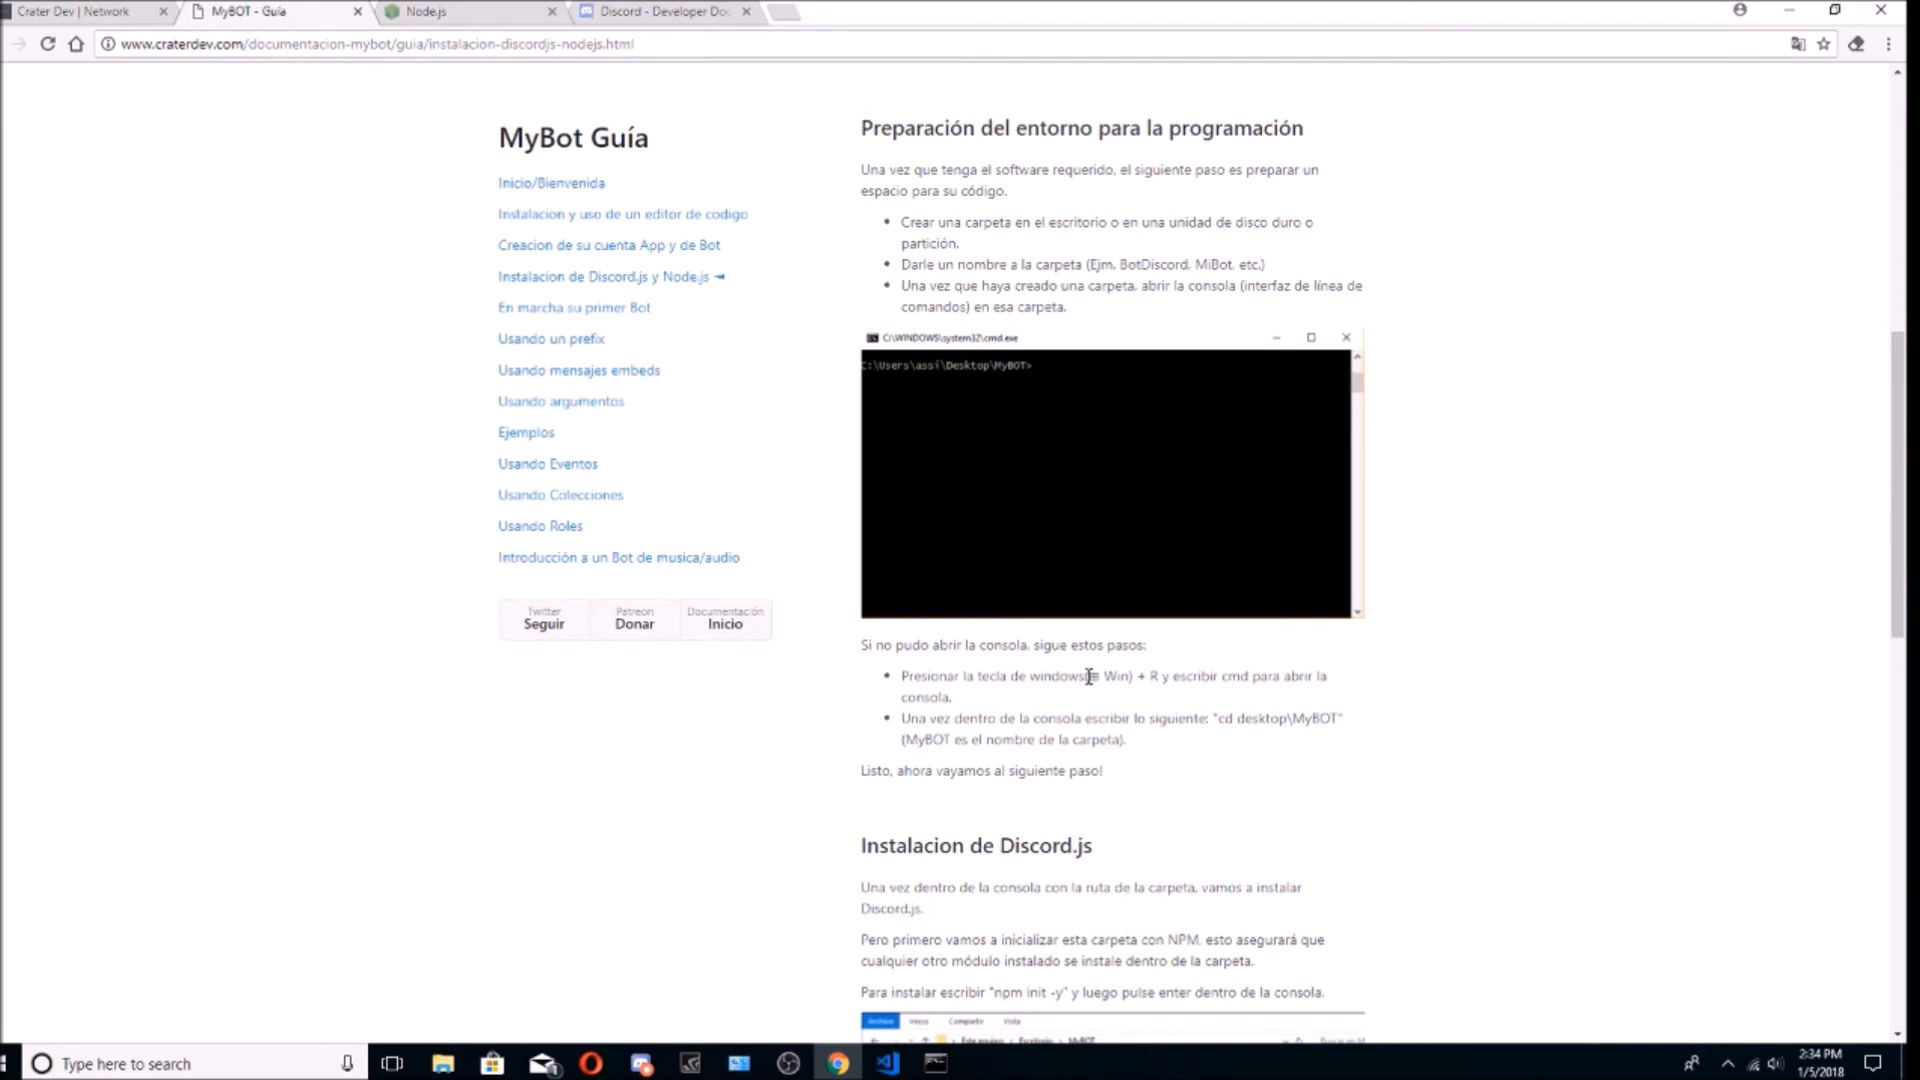 Crater Dev | Network
MyBOT - Guía
Node.js
Discord - Developer Doc
www.craterdev.com/documentacion-mybot/guia/instalacion-discordjs-nodejs.html
MyBot Guía
Inicio/Bienvenida
Instalacion y uso de un editor de codigo
Creacion de su cuenta App y de Bot
Instalacion de Discord.js y Node.js
En marcha su primer Bot
Usando un prefix
Usando mensajes embeds
Usando argumentos
Ejemplos
Usando Eventos
Usando Colecciones
Usando Roles
Introducción a un Bot de musica/audio
Twitter
Seguir
Patreon
Donar
Documentación
Inicio
Preparación del entorno para la programación
Una vez que tenga el software requerido, el siguiente paso es preparar un
espacio para su código.
• Crear una carpeta en el escritorio o en una unidad de disco duro o
partición.
• Darle un nombre a la carpeta (Ejm. BotDiscord, MiBot, etc.)
• Una vez que haya creado una carpeta, abrir la consola (interfaz de línea de
comandos) en esa carpeta.
C:\WINDOWS\system32\cmd.exe
C:\Users\assi\Desktop\MyBOT>
Si no pudo abrir la consola, sigue estos pasos:
• Presionar la tecla de windows Win) + R y escribir cmd para abrir la
consola.
• Una vez dentro de la consola escribir lo siguiente: "cd desktop\MyBOT"
(MyBOT es el nombre de la carpeta).
Listo, ahora vayamos al siguiente paso!
Instalacion de Discord.js
Una vez dentro de la consola con la ruta de la carpeta, vamos a instalar
Discord.js.
Pero primero vamos a inicializar esta carpeta con NPM, esto asegurará que
cualquier otro módulo instalado se instale dentro de la carpeta.
Para instalar escribir "npm init -y" y luego pulse enter dentro de la consola.
Archivo Inicio Compartir Vista
Este equipo Escritorio MyBOT
Type here to search
2:34 PM
1/5/2018